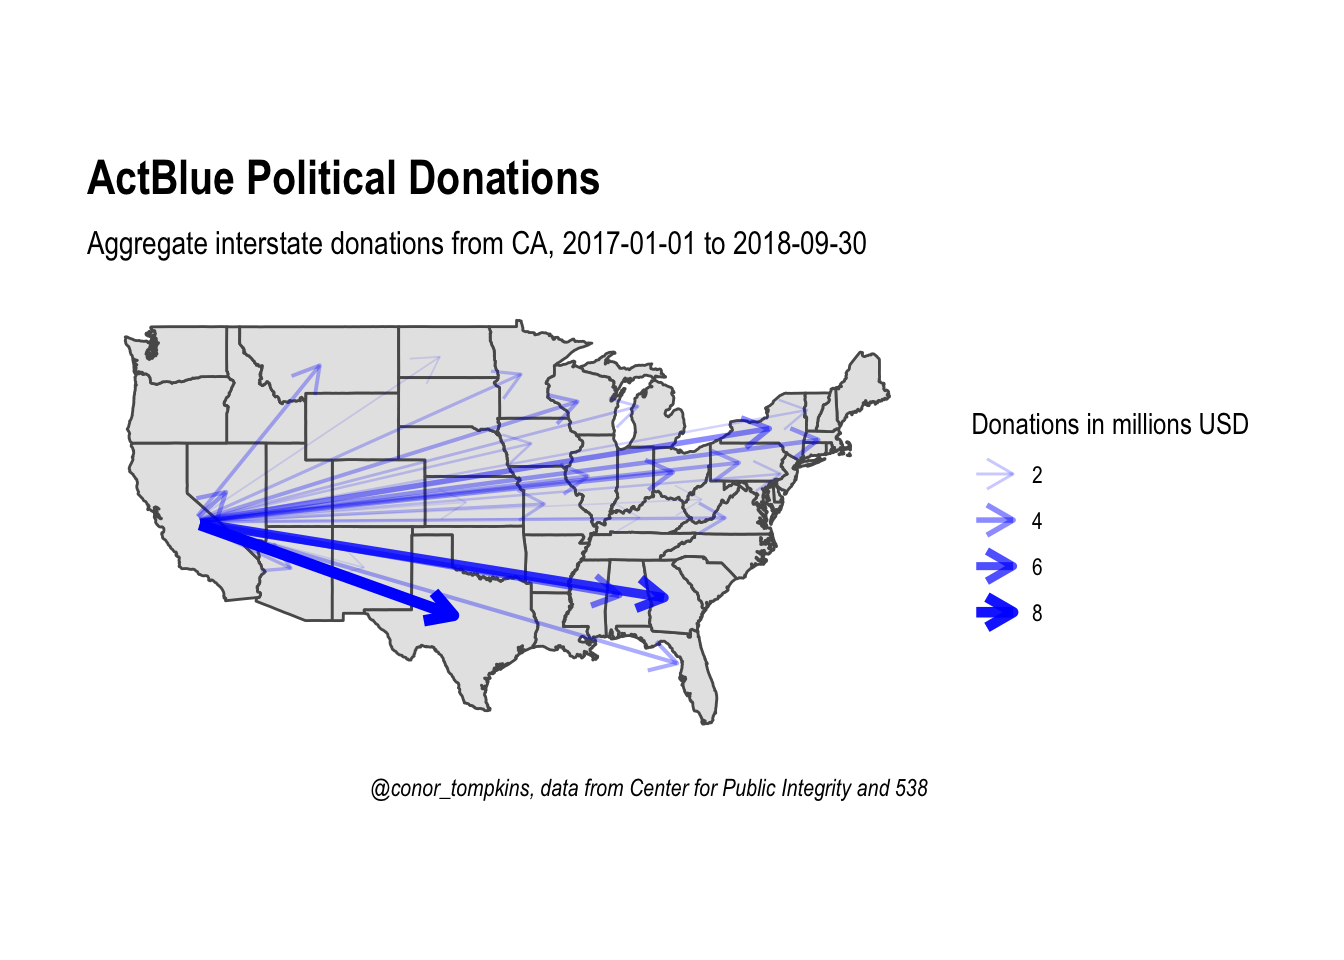 ActBlue Political Donations
Aggregate interstate donations from CA, 2017-01-01 to 2018-09-30
Donations in millions USD
2
4
6
8
@conor_tompkins, data from Center for Public Integrity and 538